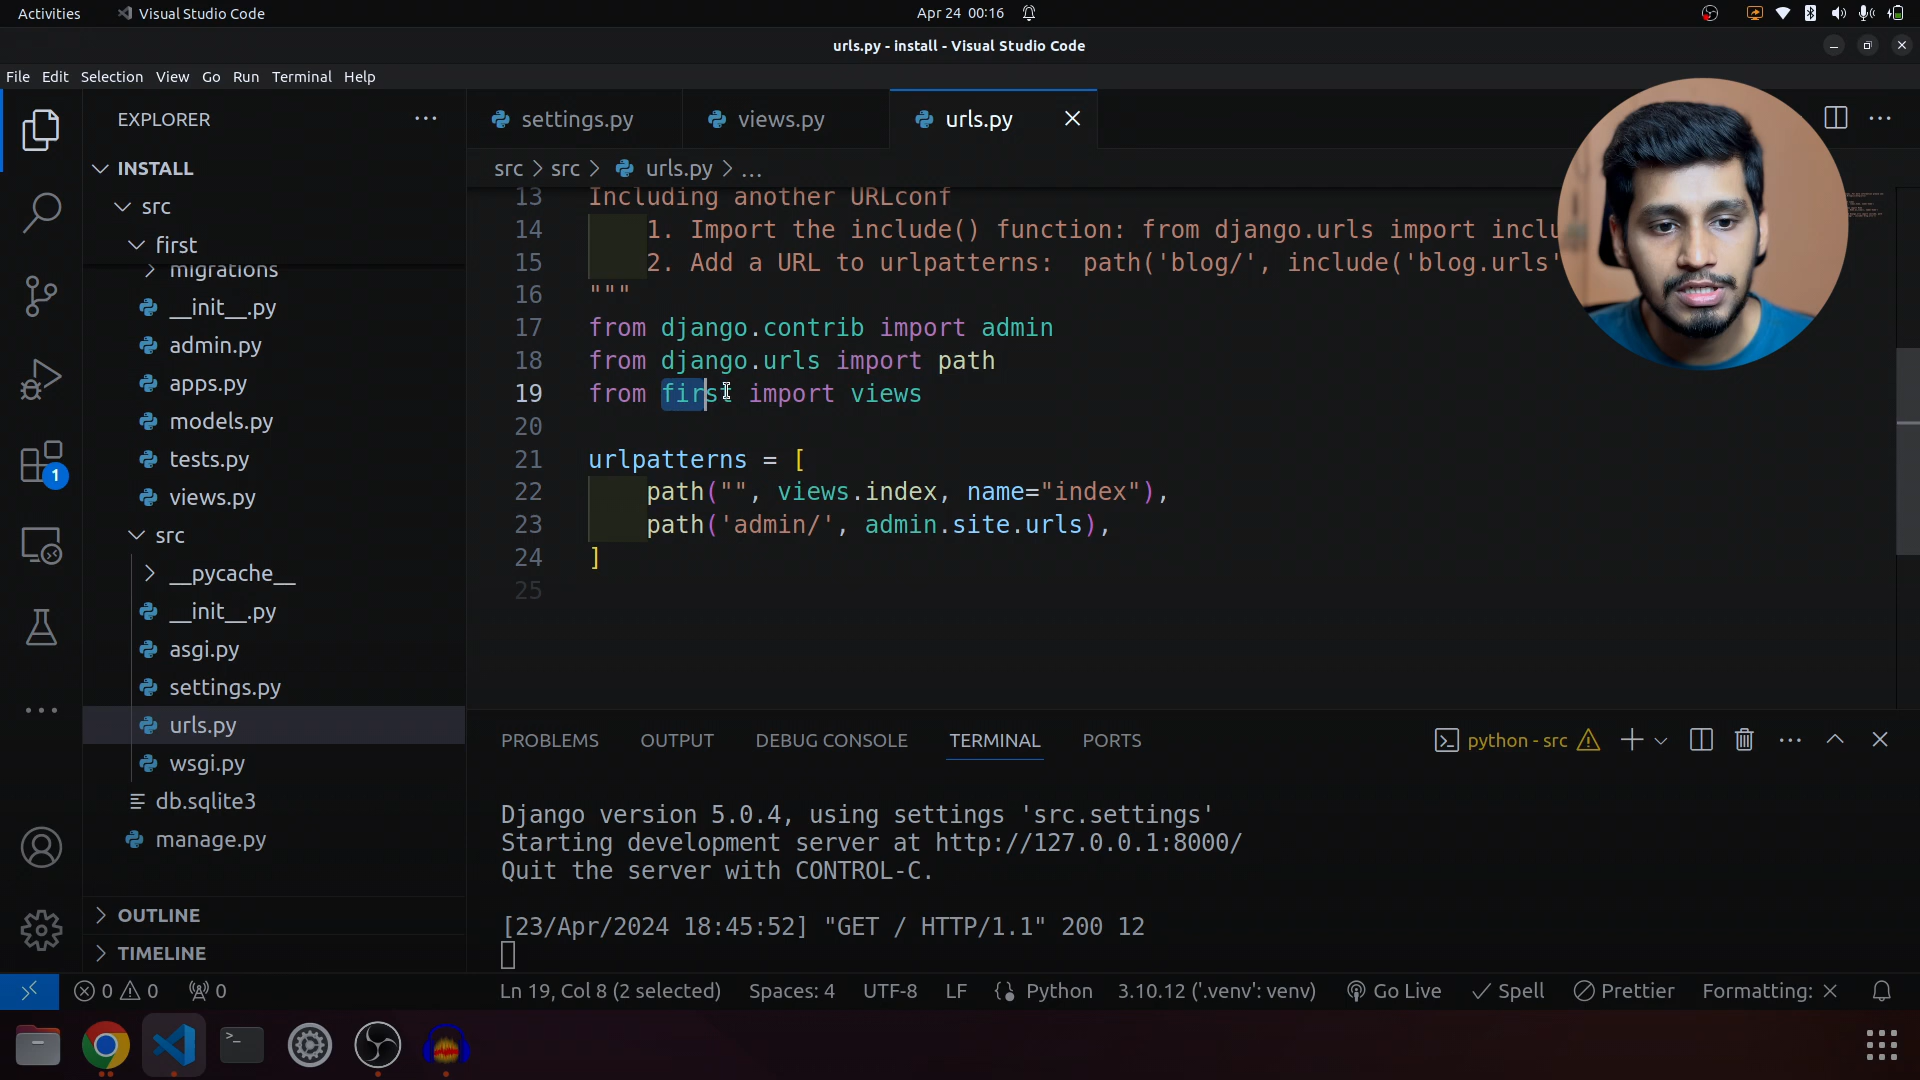 Activities
Visual Studio Code
Apr 24 00:16
urls.py - install - Visual Studio Code
File Edit Selection View Go Run Terminal Help
EXPLORER
settings.py
views.py
urls.py
INSTALL
src
first
migrations
__init__.py
admin.py
apps.py
models.py
tests.py
views.py
src
__pycache__
__init__.py
asgi.py
settings.py
urls.py
wsgi.py
db.sqlite3
manage.py
OUTLINE
TIMELINE
1
src > src > urls.py > ...
13 Including another URLconf
14 1. Import the include() function: from django.urls import inclu
15 2. Add a URL to urlpatterns:  path('blog/', include('blog.urls'
16 """
17 from django.contrib import admin
18 from django.urls import path
19 from first import views
20
21 urlpatterns = [
22 path("", views.index, name="index"),
23 path('admin/', admin.site.urls),
24 ]
25
PROBLEMS OUTPUT DEBUG CONSOLE TERMINAL PORTS
python - src
Django version 5.0.4, using settings 'src.settings'
Starting development server at http://127.0.0.1:8000/
Quit the server with CONTROL-C.
[23/Apr/2024 18:45:52] "GET / HTTP/1.1" 200 12
0 0 0 Ln 19, Col 8 (2 selected) Spaces: 4 UTF-8 LF Python 3.10.12 ('.venv': venv) Go Live Spell Prettier Formatting: ×